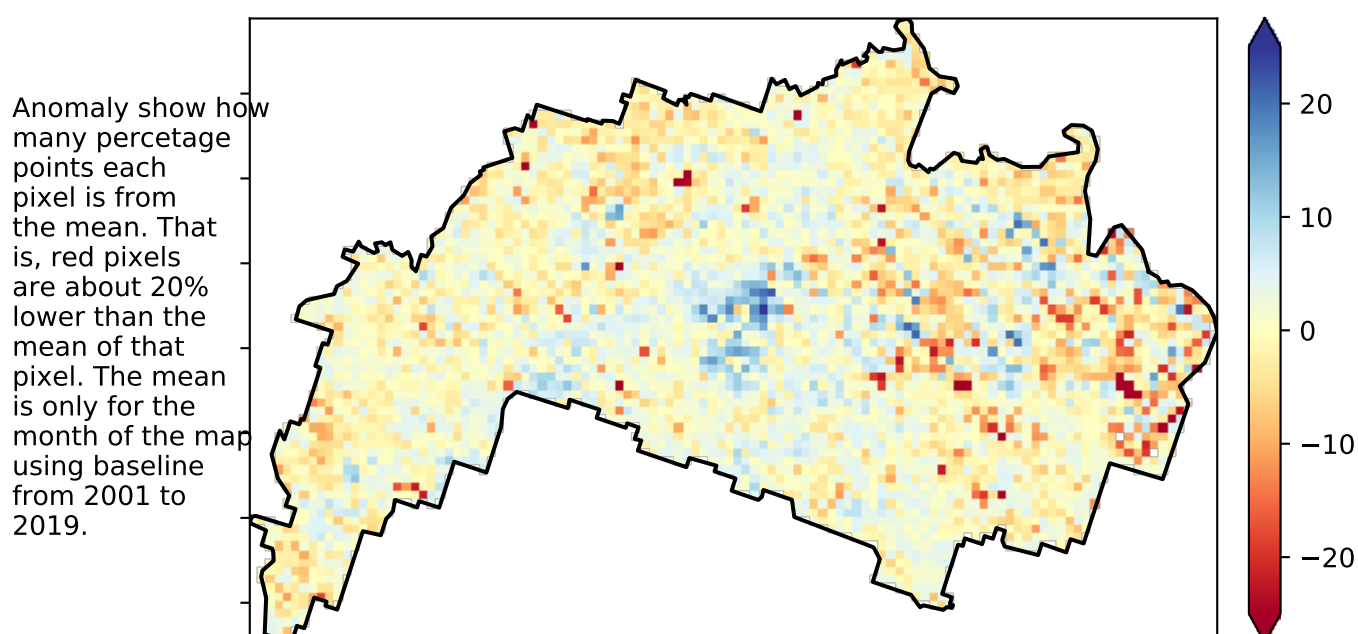 Anomaly show how
many percetage
points each
pixel is from
the mean. That
is, red pixels
are about 20%
lower than the
mean of that
pixel. The mean
is only for the
month of the map
using baseline
from 2001 to
2019.
20
10
0
−10
−20